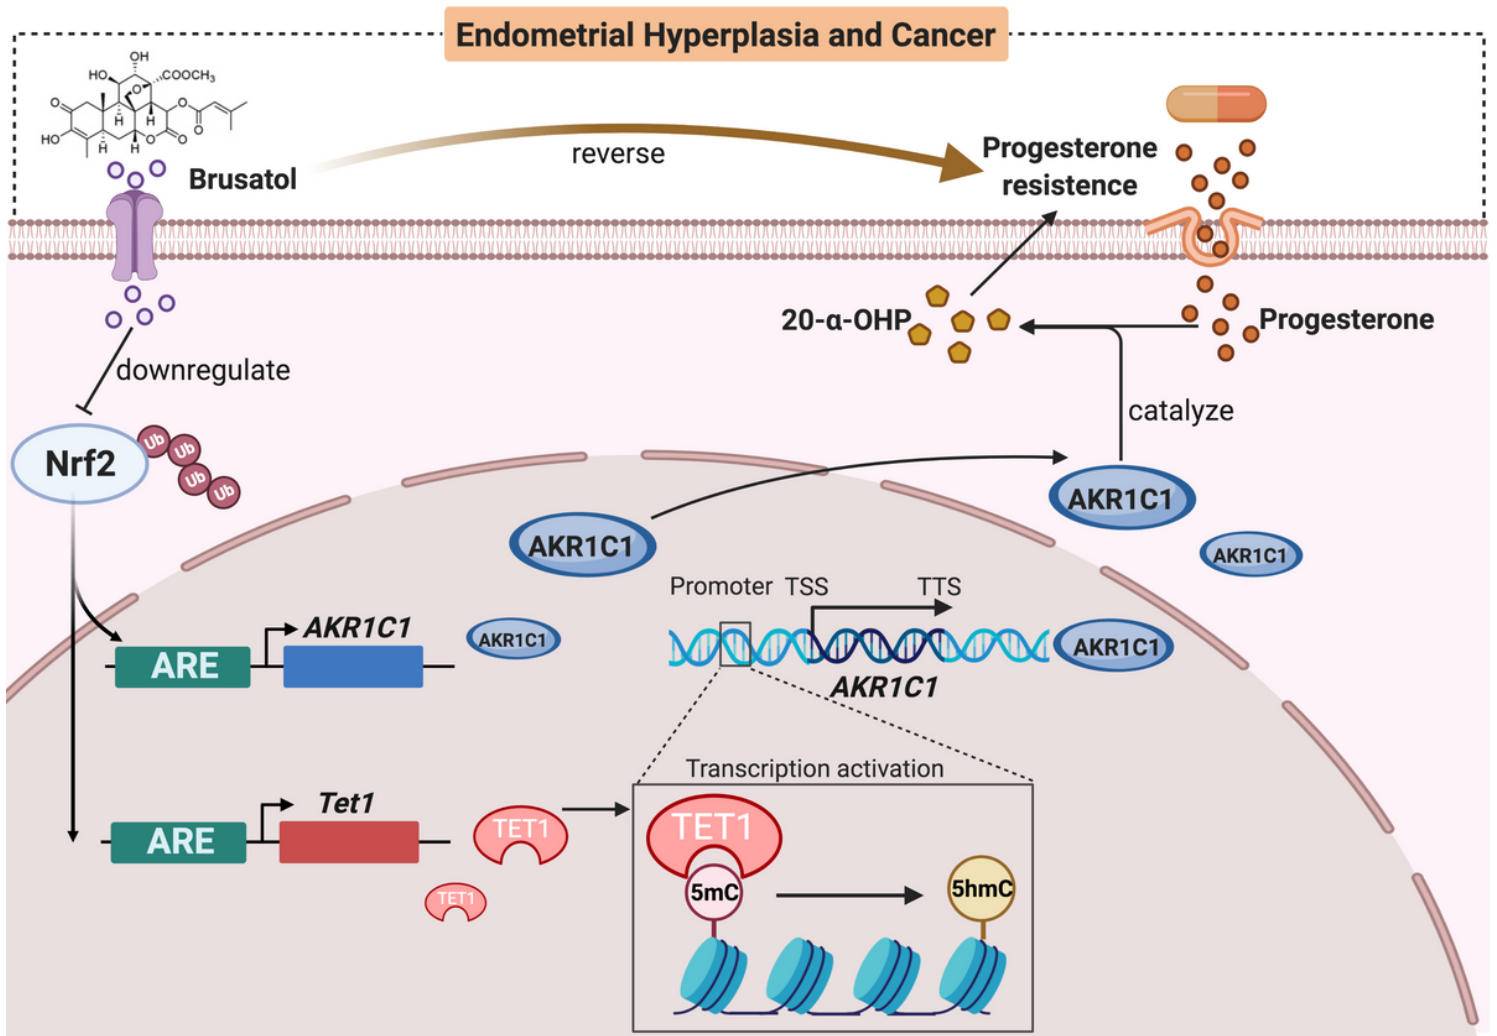 Endometrial Hyperplasia and Cancer
OH
HO
COOCH3
O
O
O
O
HO
O
O
H
H
H
H
Brusatol
reverse
Progesterone
resistence
20-α-OHP
Progesterone
downregulate
catalyze
Nrf2
Ub
Ub
Ub
Ub
AKR1C1
AKR1C1
AKR1C1
Promoter TSS TTS
AKR1C1
ARE
AKR1C1
AKR1C1
AKR1C1
Transcription activation
Tet1
ARE
TET1
TET1
TET1
5mC
5hmC